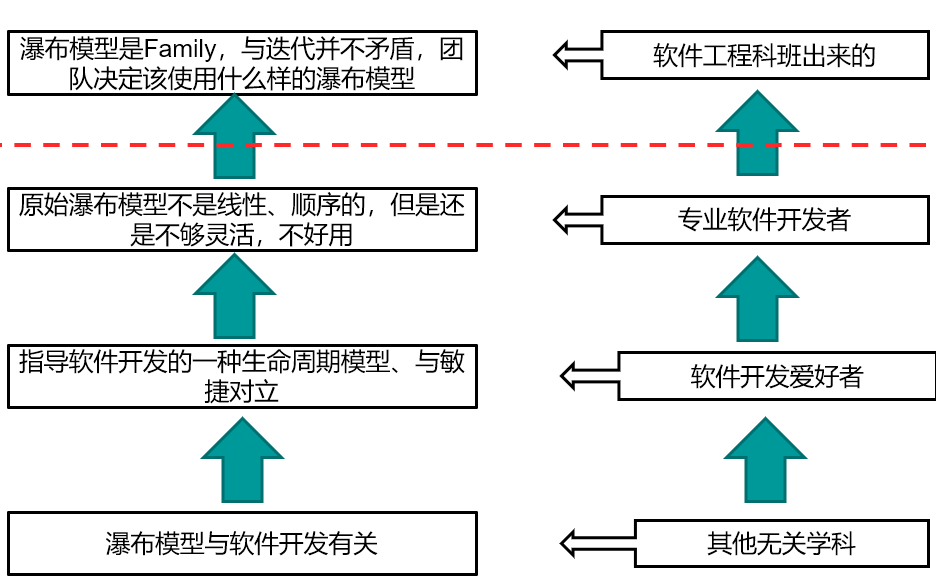 瀑布模型是Family，与迭代并不矛盾，团
队决定该使用什么样的瀑布模型
软件工程科班出来的
原始瀑布模型不是线性、顺序的，但是还
是不够灵活，不好用
专业软件开发者
指导软件开发的一种生命周期模型、与敏
捷对立
软件开发爱好者
瀑布模型与软件开发有关
其他无关学科